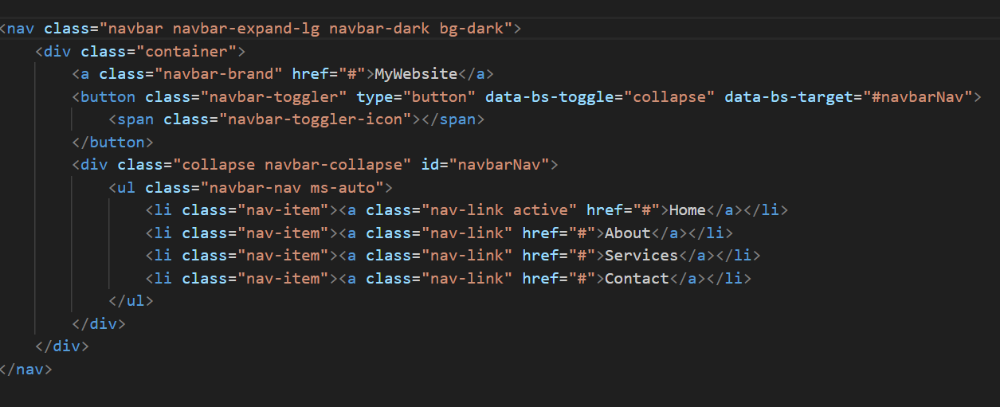 <nav class="navbar navbar-expand-lg navbar-dark bg-dark">
    <div class="container">
        <a class="navbar-brand" href="#">MyWebsite</a>
        <button class="navbar-toggler" type="button" data-bs-toggle="collapse" data-bs-target="#navbarNav">
            <span class="navbar-toggler-icon"></span>
        </button>
        <div class="collapse navbar-collapse" id="navbarNav">
            <ul class="navbar-nav ms-auto">
                <li class="nav-item"><a class="nav-link active" href="#">Home</a></li>
                <li class="nav-item"><a class="nav-link" href="#">About</a></li>
                <li class="nav-item"><a class="nav-link" href="#">Services</a></li>
                <li class="nav-item"><a class="nav-link" href="#">Contact</a></li>
            </ul>
        </div>
    </div>
</nav>